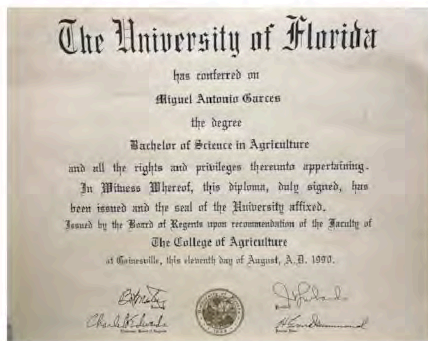 The University of Florida
has conferred on
Miguel Antonio Garces
the degree
Bachelor of Science in Agriculture
and all the rights and privileges thereunto appertaining.
In Witness Whereof, this diploma, duly signed, has
been issued and the seal of the University affixed.
Issued by the Board of Regents upon recommendation of the Faculty of
The College of Agriculture
at Gainesville, this eleventh day of August, A.D. 1990.